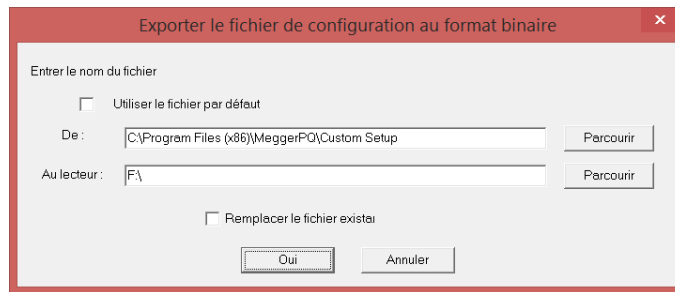 Exporter le fichier de configuration au format binaire
Entrer le nom du fichier
Utiliser le fichier par défaut
De : C:\Program Files (x86)\MeggerPQ\Custom Setup Parcourir
Au lecteur : F:\ Parcourir
Remplacer le fichier existai
Oui Annuler